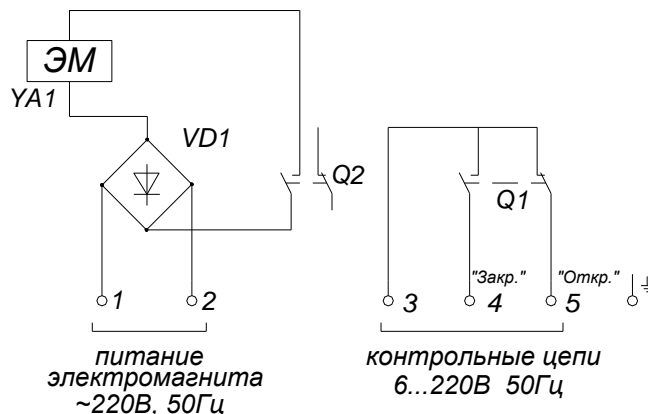 ЭМ
YA1
VD1
Q2
Q1
1
2
3
"Закр."
4
"Откр."
5
питание
электромагнита
~220В, 50Гц
контрольные цепи
6...220В 50Гц